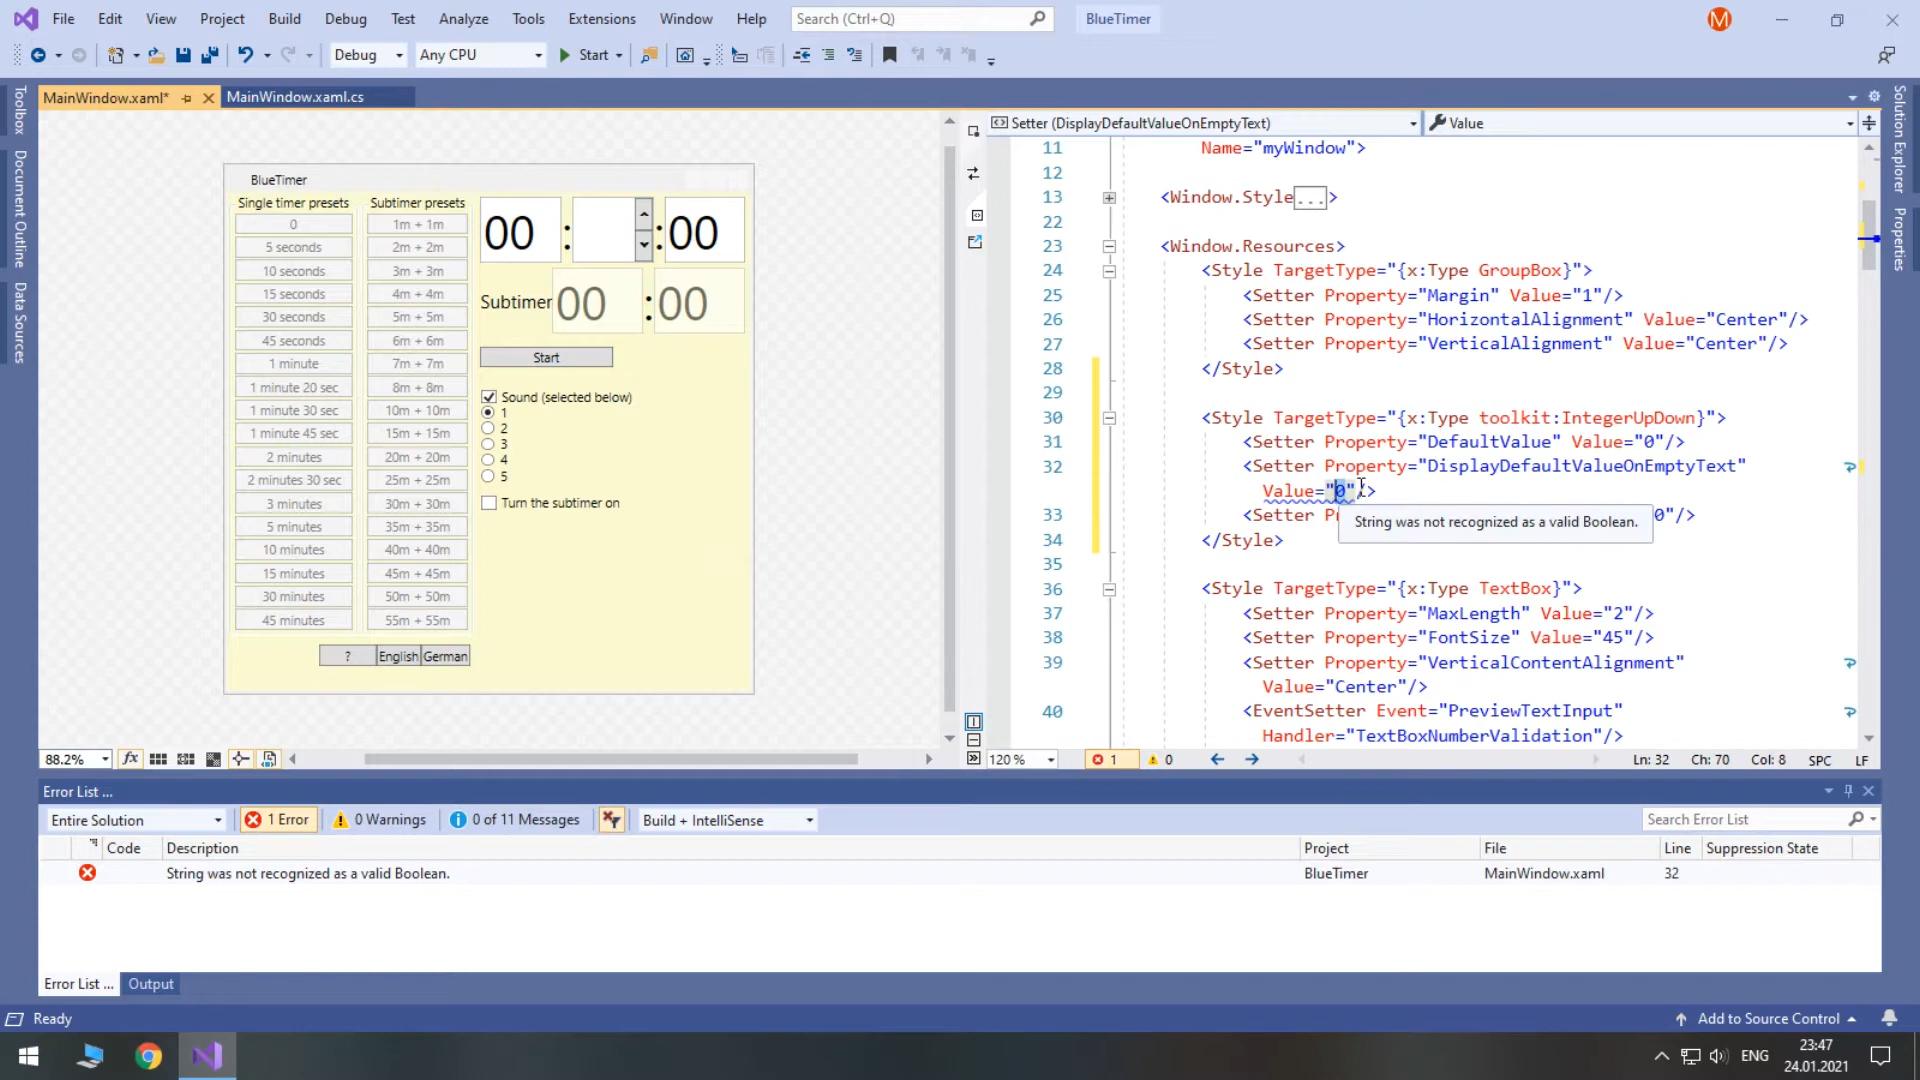 File Edit View Project Build Debug Test Analyze Tools Extensions Window Help Search (Ctrl+Q) BlueTimer M
Debug Any CPU Start
MainWindow.xaml* MainWindow.xaml.cs
Toolbox
Document Outline
Data Sources
Solution Explorer
Properties
Setter (DisplayDefaultValueOnEmptyText) Value
BlueTimer
Single timer presets Subtimer presets
0 1m + 1m
5 seconds 2m + 2m
10 seconds 3m + 3m
15 seconds 4m + 4m
30 seconds 5m + 5m
45 seconds 6m + 6m
1 minute 7m + 7m
1 minute 20 sec 8m + 8m
1 minute 30 sec 10m + 10m
1 minute 45 sec 15m + 15m
2 minutes 20m + 20m
2 minutes 30 sec 25m + 25m
3 minutes 30m + 30m
5 minutes 35m + 35m
10 minutes 40m + 40m
15 minutes 45m + 45m
30 minutes 50m + 50m
45 minutes 55m + 55m
? English German
00 : :00
Subtimer 00 :00
Start
Sound (selected below)
1
2
3
4
5
Turn the subtimer on
11 Name="myWindow">
12
13 <Window.Style...>
22
23 <Window.Resources>
24 <Style TargetType="{x:Type GroupBox}">
25 <Setter Property="Margin" Value="1"/>
26 <Setter Property="HorizontalAlignment" Value="Center"/>
27 <Setter Property="VerticalAlignment" Value="Center"/>
28 </Style>
29
30 <Style TargetType="{x:Type toolkit:IntegerUpDown}">
31 <Setter Property="DefaultValue" Value="0"/>
32 <Setter Property="DisplayDefaultValueOnEmptyText"
Value="0"/>
33 <Setter Pr 0"/>
String was not recognized as a valid Boolean.
34 </Style>
35
36 <Style TargetType="{x:Type TextBox}">
37 <Setter Property="MaxLength" Value="2"/>
38 <Setter Property="FontSize" Value="45"/>
39 <Setter Property="VerticalContentAlignment"
Value="Center"/>
40 <EventSetter Event="PreviewTextInput"
Handler="TextBoxNumberValidation"/>
88.2% fx 120 % 1 0 Ln: 32 Ch: 70 Col: 8 SPC LF
Error List ...
Entire Solution 1 Error 0 Warnings 0 of 11 Messages Build + IntelliSense Search Error List
Code Description Project File Line Suppression State
String was not recognized as a valid Boolean. BlueTimer MainWindow.xaml 32
Error List ... Output
Ready Add to Source Control
ENG 23:47
24.01.2021